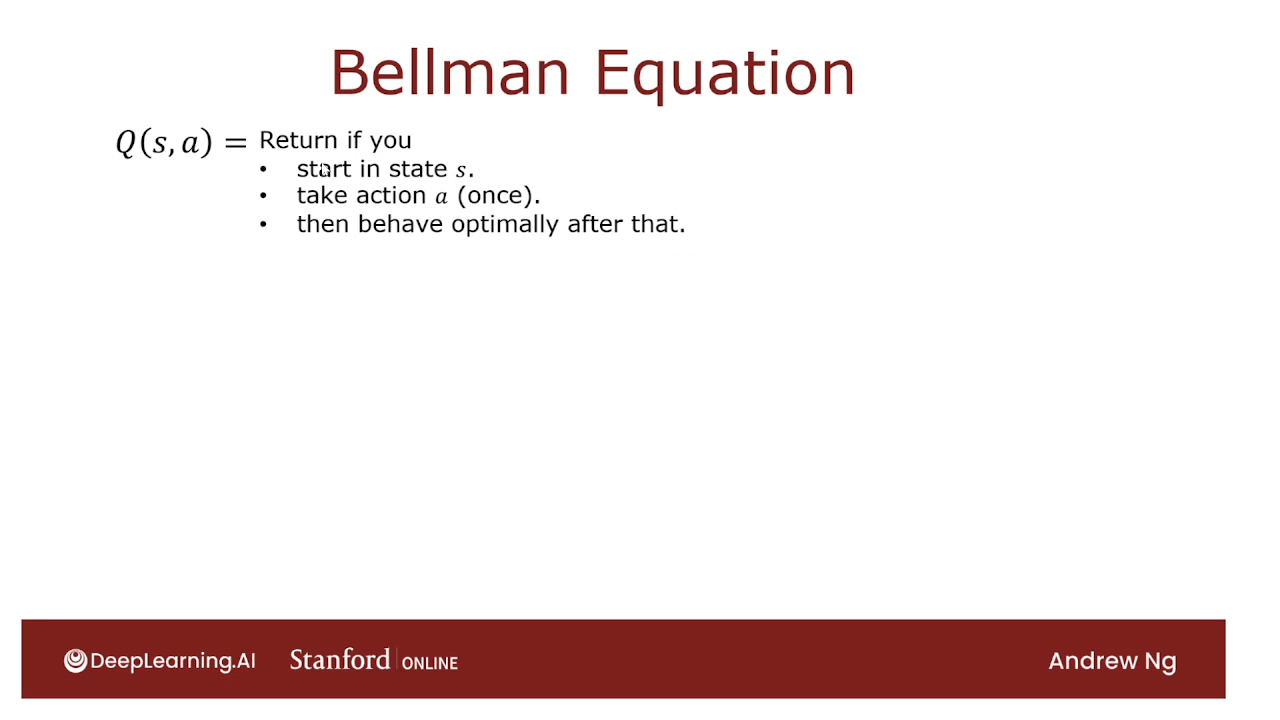 Bellman Equation
Q(s, a) = Return if you
• start in state s.
• take action a (once).
• then behave optimally after that.
DeepLearning.AI Stanford ONLINE Andrew Ng